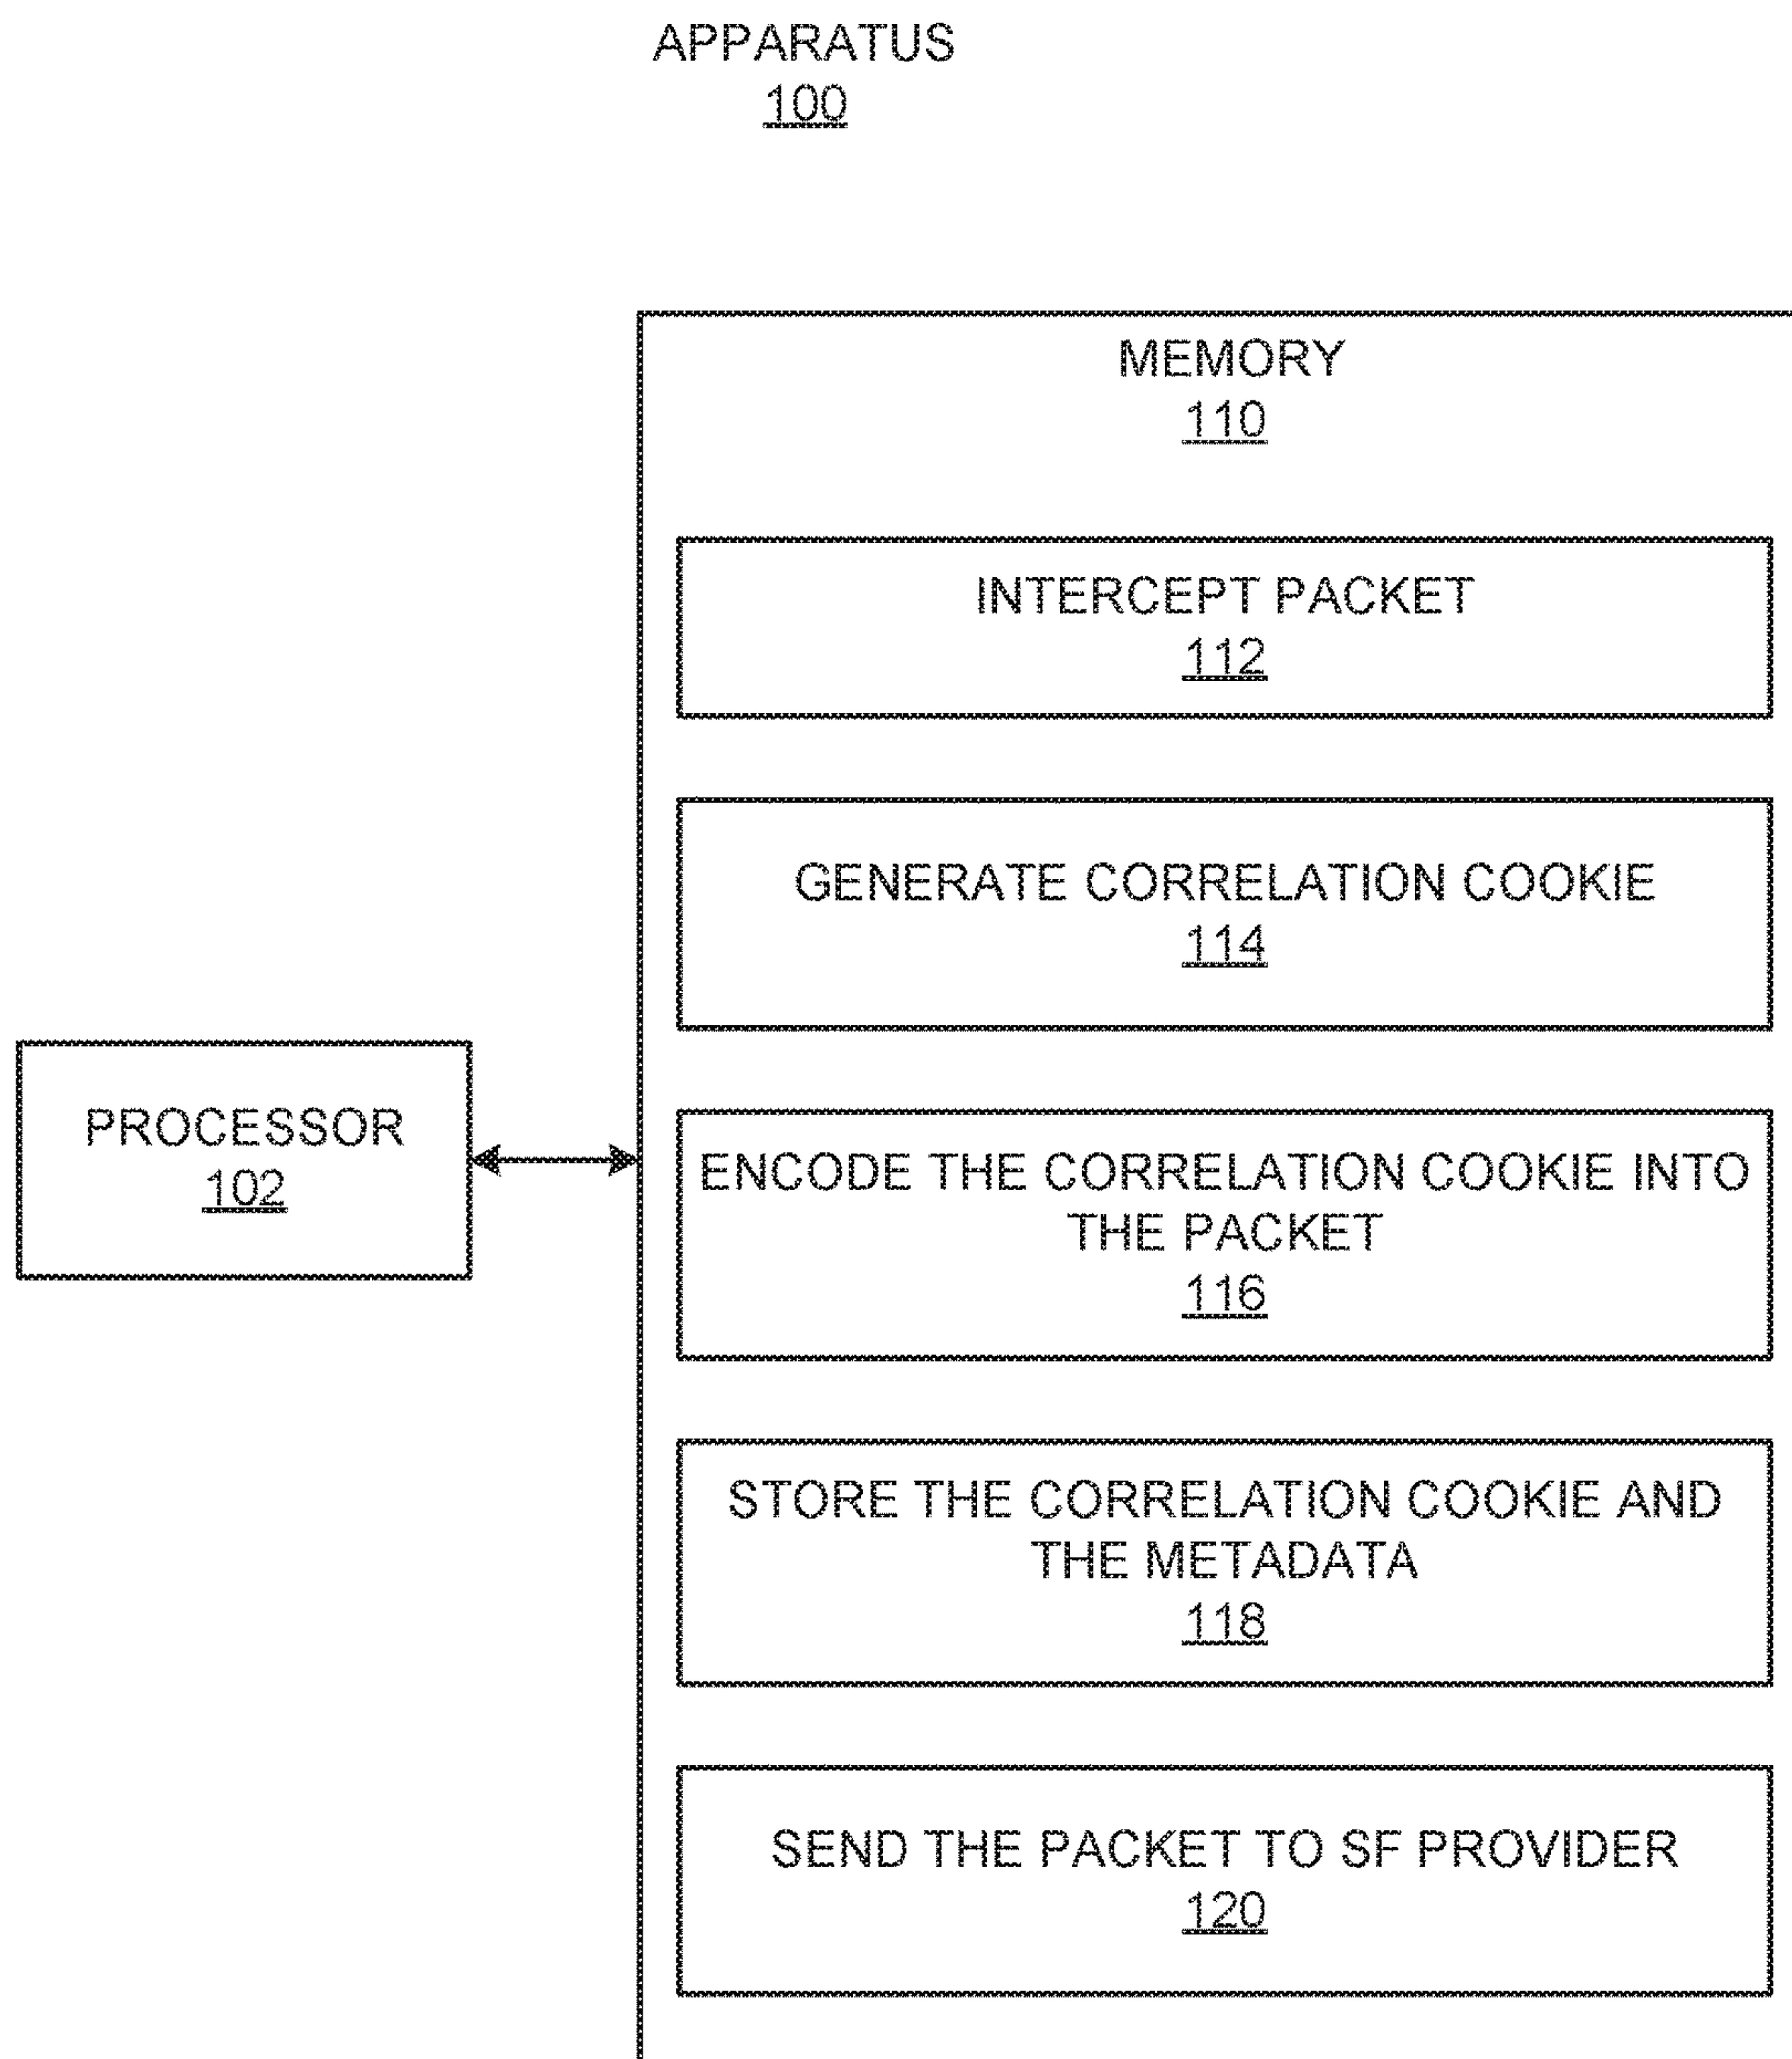 APPARATUS
100
MEMORY
110
INTERCEPT PACKET
112
GENERATE CORRELATION COOKIE
114
PROCESSOR
102
ENCODE THE CORRELATION COOKIE INTO
THE PACKET
116
STORE THE CORRELATION COOKIE AND
THE METADATA
118
SEND THE PACKET TO SF PROVIDER
120